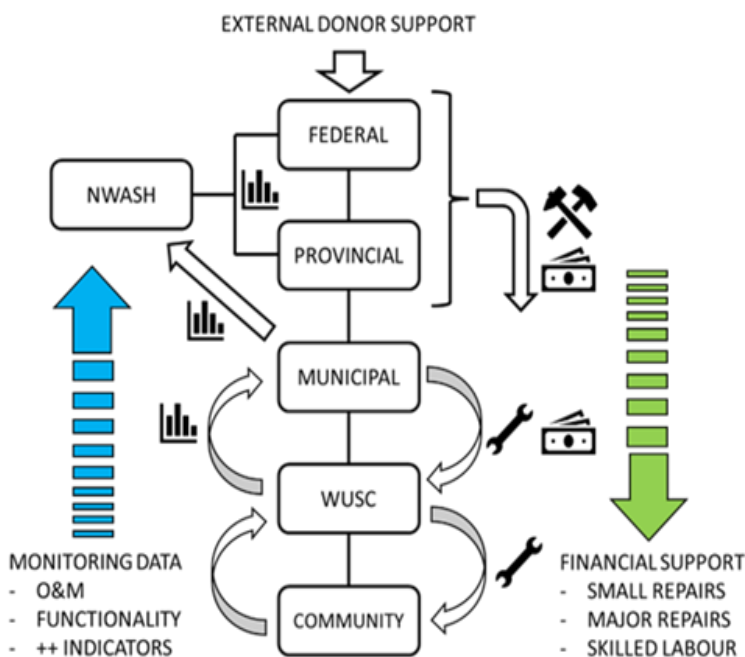 EXTERNAL DONOR SUPPORT
FEDERAL
NWASH
PROVINCIAL
MUNICIPAL
WUSC
COMMUNITY
MONITORING DATA
- O&M
- FUNCTIONALITY
- ++ INDICATORS
FINANCIAL SUPPORT
- SMALL REPAIRS
- MAJOR REPAIRS
- SKILLED LABOUR